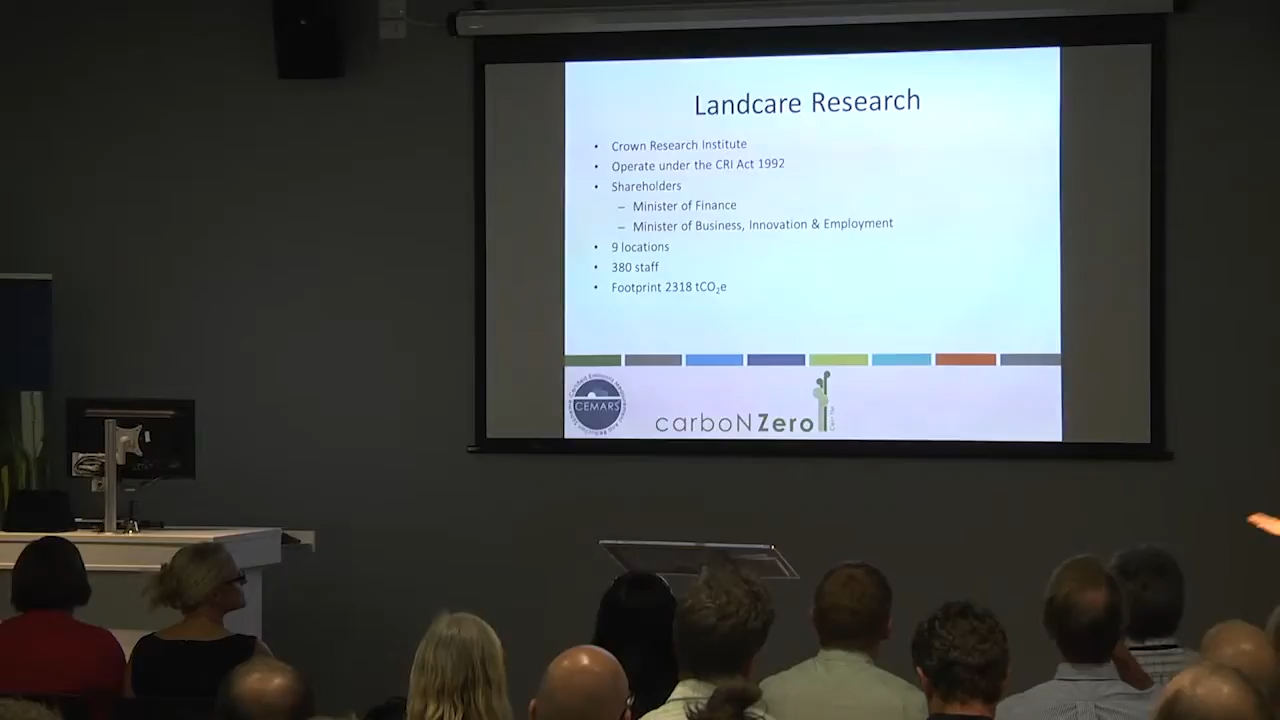 Landcare Research
• Crown Research Institute
• Operate under the CRI Act 1992
• Shareholders
– Minister of Finance
– Minister of Business, Innovation & Employment
• 9 locations
• 380 staff
• Footprint 2318 tCO₂e
CEMARS
carboNZero